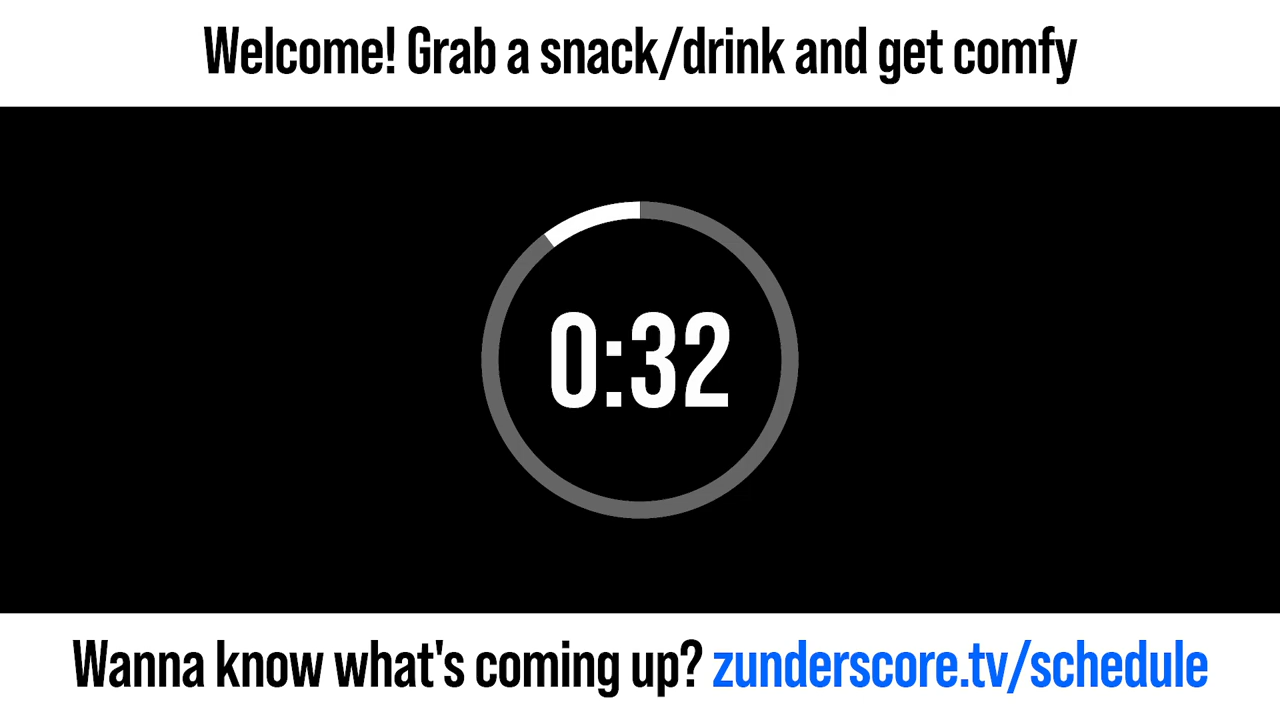 Welcome! Grab a snack/drink and get comfy
0:32
Wanna know what's coming up? zunderscore.tv/schedule